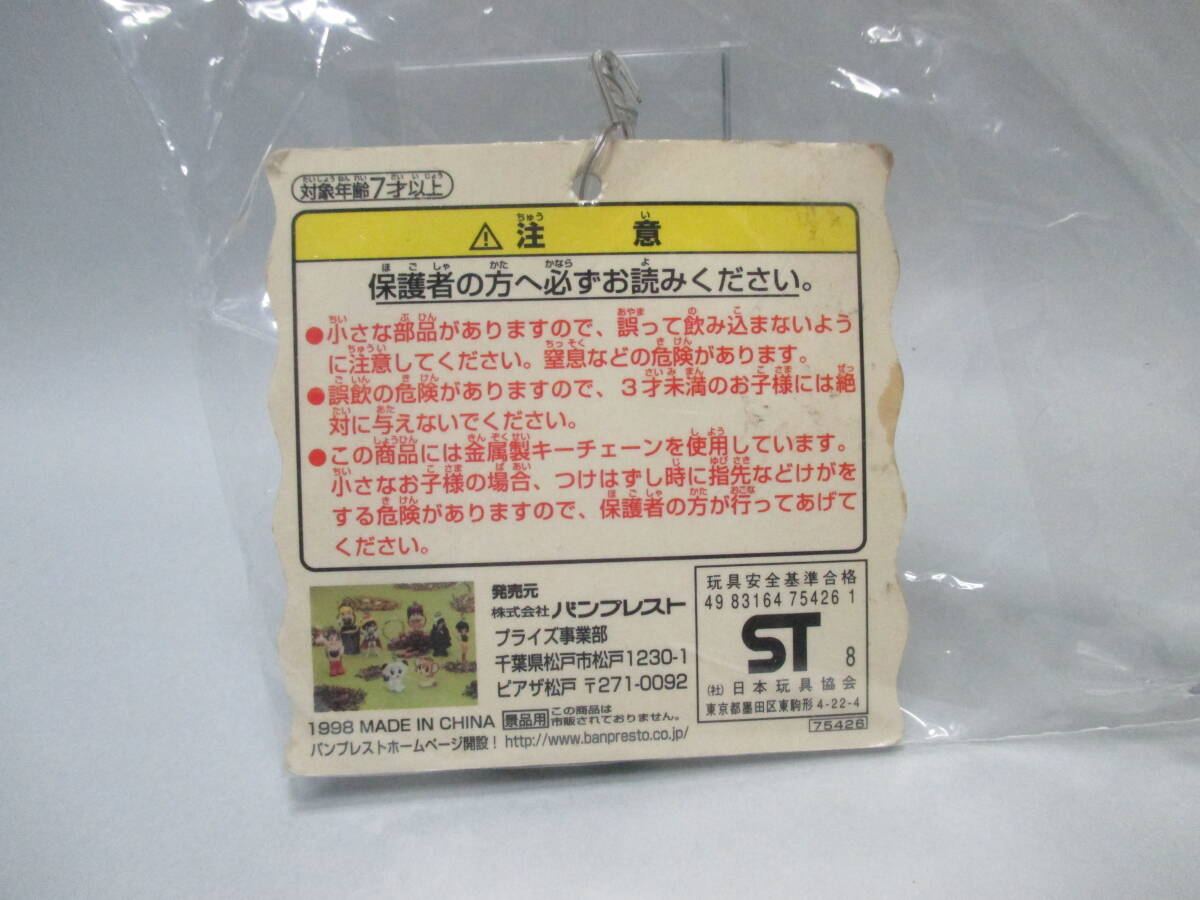 対象年齢7才以上
⚠注意
保護者の方へ必ずお読みください。
●小さな部品がありますので、誤って飲み込まないよう
に注意してください。窒息などの危険があります。
●誤飲の危険がありますので、3才未満のお子様には絶
対に与えないでください。
●この商品には金属製キーチェーンを使用しています。
小さなお子様の場合、つけはずし時に指先などけがを
する危険がありますので、保護者の方が行ってあげて
ください。
発売元
株式会社バンプレスト
プライズ事業部
千葉県松戸市松戸1230-1
ピアザ松戸 〒271-0092
1998 MADE IN CHINA 景品用 この商品は市販されておりません。
バンプレストホームページ開設! http://www.banpresto.co.jp/
玩具安全基準合格
49 83164 75426 1
ST 8
(社)日本玩具協会
東京都墨田区東駒形4-22-4
75426